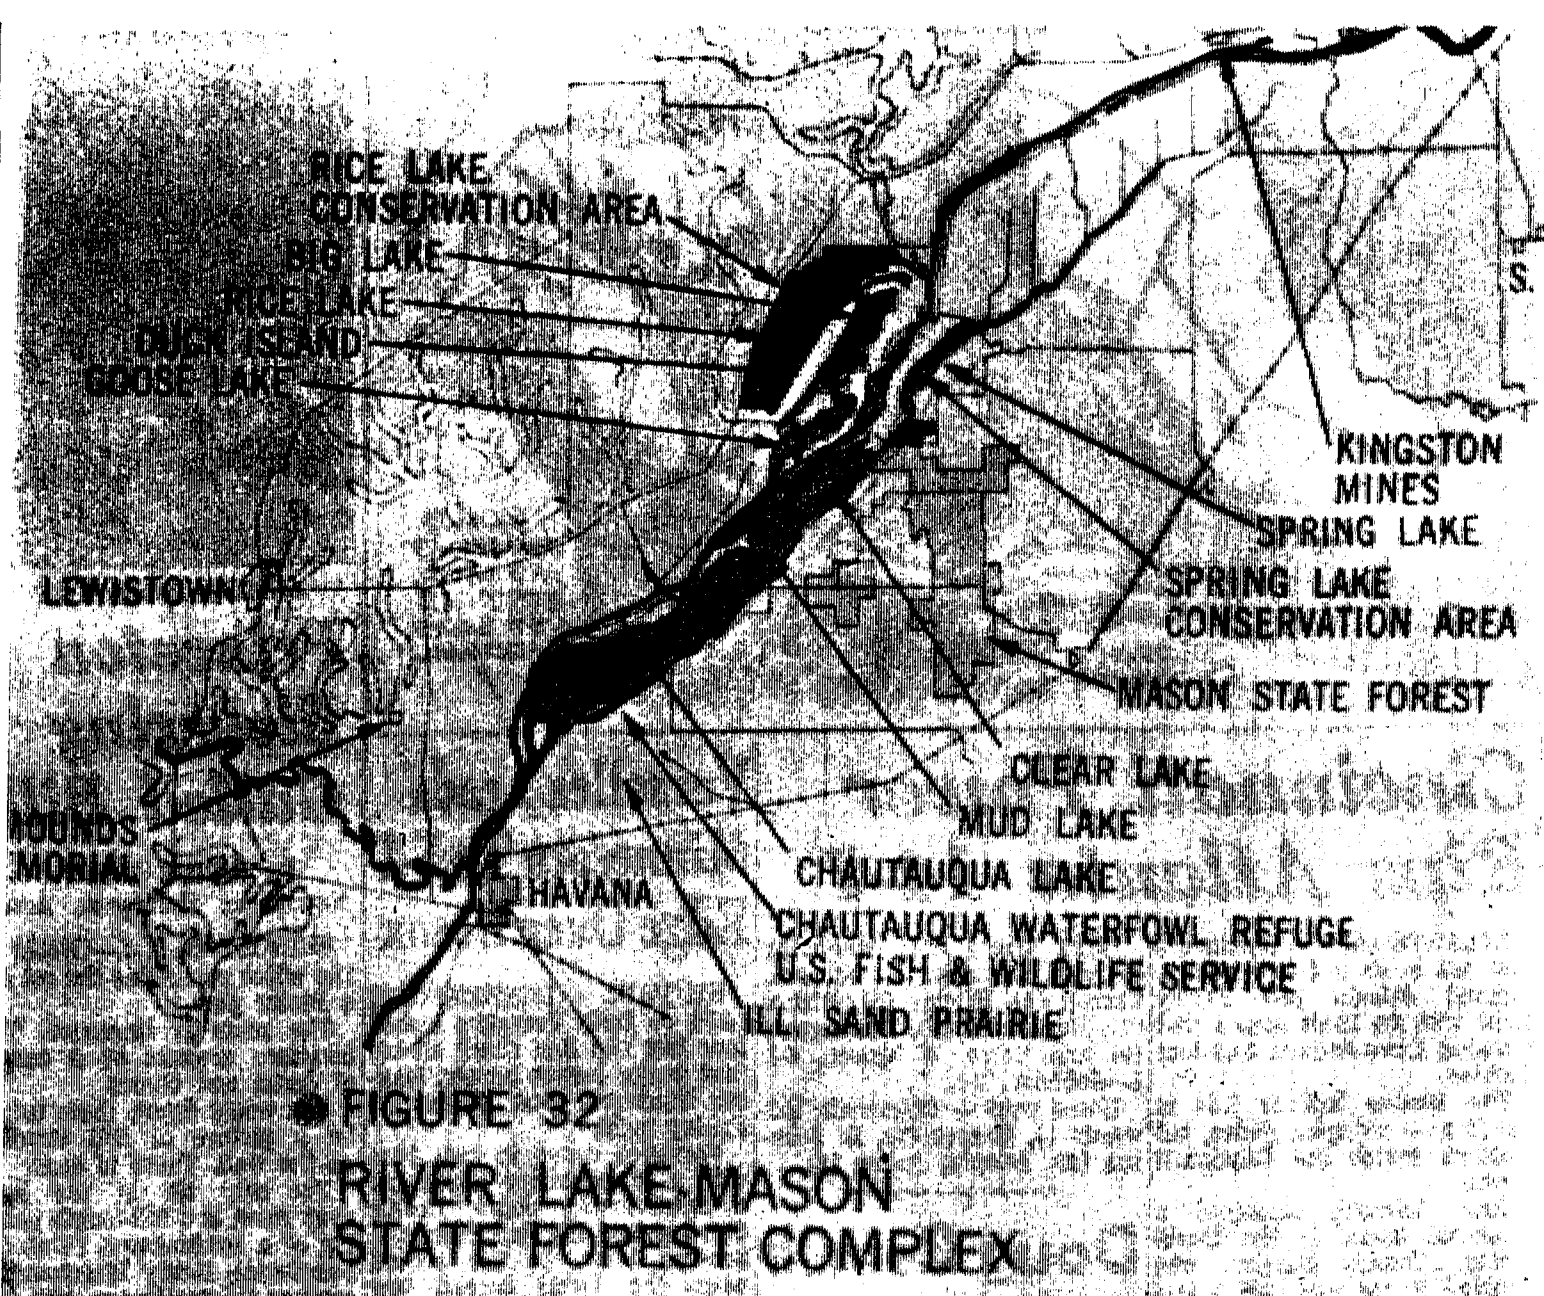 RICE LAKE
CONSERVATION AREA
BIG LAKE
RICE LAKE
DUCK ISLAND
GOOSE LAKE
S.
KINGSTON
MINES
SPRING LAKE
SPRING LAKE
CONSERVATION AREA
LEWISTOWN
MASON STATE FOREST
CLEAR LAKE
MUD LAKE
OUNDS
MORIAL
CHAUTAUQUA LAKE
HAVANA
CHAUTAUQUA WATERFOWL REFUGE
U.S. FISH & WILDLIFE SERVICE
ILL. SAND PRAIRIE
FIGURE 32
RIVER LAKE-MASON
STATE FOREST COMPLEX